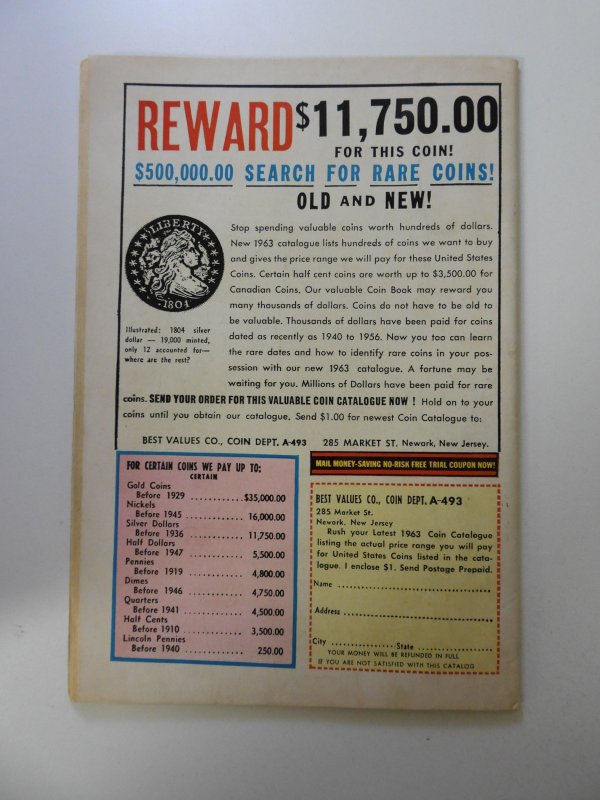 REWARD $11,750.00
FOR THIS COIN!
$500,000.00 SEARCH FOR RARE COINS!
OLD AND NEW!
LIBERTY
1804
Illustrated: 1804 silver
dollar — 19,000 minted,
only 12 accounted for—
where are the rest?
Stop spending valuable coins worth hundreds of dollars.
New 1963 catalogue lists hundreds of coins we want to buy
and gives the price range we will pay for these United States
Coins. Certain half cent coins are worth up to $3,500.00 for
Canadian Coins. Our valuable Coin Book may reward you
many thousands of dollars. Coins do not have to be old to
be valuable. Thousands of dollars have been paid for coins
dated as recently as 1940 to 1956. Now you too can learn
the rare dates and how to identify rare coins in your pos-
session with our new 1963 catalogue. A fortune may be
waiting for you. Millions of Dollars have been paid for rare
coins. SEND YOUR ORDER FOR THIS VALUABLE COIN CATALOGUE NOW ! Hold on to your
coins until you obtain our catalogue. Send $1.00 for newest Coin Catalogue to:
BEST VALUES CO., COIN DEPT. A-493 285 MARKET ST. Newark, New Jersey.
FOR CERTAIN COINS WE PAY UP TO:
CERTAIN
Gold Coins
Before 1929 ............$35,000.00
Nickels
Before 1945 ............ 16,000.00
Silver Dollars
Before 1936 ............ 11,750.00
Half Dollars
Before 1947 ............ 5,500.00
Pennies
Before 1919 ............ 4,800.00
Dimes
Before 1946 ............ 4,750.00
Quarters
Before 1941 ............ 4,500.00
Half Cents
Before 1910 ............ 3,500.00
Lincoln Pennies
Before 1940 ............ 250.00
MAIL MONEY-SAVING NO-RISK FREE TRIAL COUPON NOW!
BEST VALUES CO., COIN DEPT. A-493
285 Market St.
Newark, New Jersey
Rush your Latest 1963 Coin Catalogue
listing the actual price range you will pay
for United States Coins listed in the cata-
logue. I enclose $1. Send Postage Prepaid.
Name ........................................
Address ........................................
City .................. State ....................
YOUR MONEY WILL BE REFUNDED IN FULL
IF YOU ARE NOT SATISFIED WITH THIS CATALOG